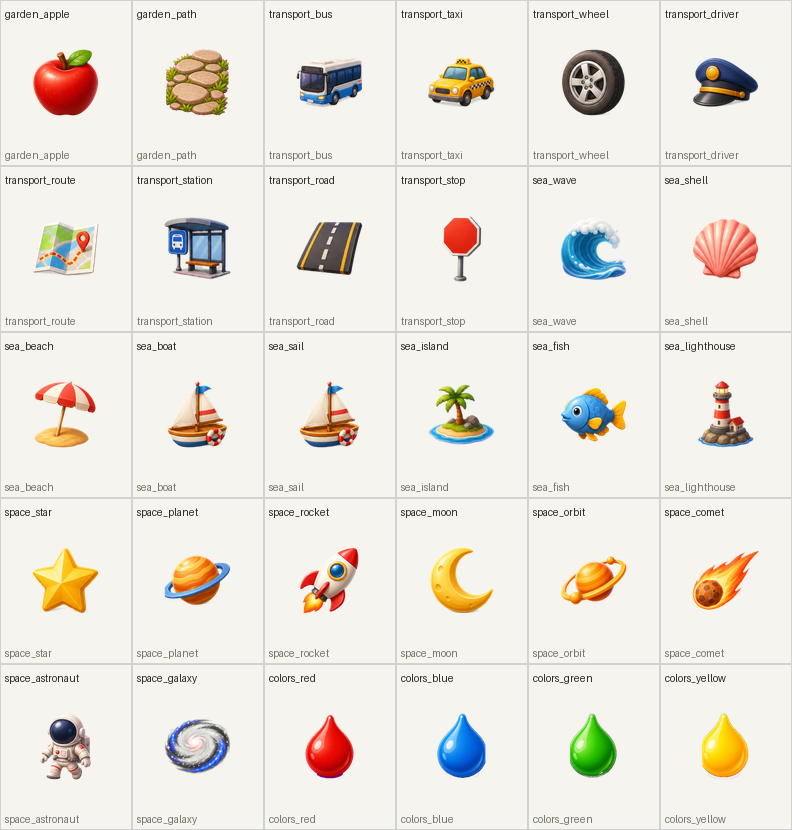 garden_apple garden_path transport_bus transport_taxi transport_wheel transport_driver
garden_apple garden_path transport_bus transport_taxi transport_wheel transport_driver
transport_route transport_station transport_road transport_stop sea_wave sea_shell
transport_route transport_station transport_road transport_stop sea_wave sea_shell
sea_beach sea_boat sea_sail sea_island sea_fish sea_lighthouse
sea_beach sea_boat sea_sail sea_island sea_fish sea_lighthouse
space_star space_planet space_rocket space_moon space_orbit space_comet
space_star space_planet space_rocket space_moon space_orbit space_comet
space_astronaut space_galaxy colors_red colors_blue colors_green colors_yellow
space_astronaut space_galaxy colors_red colors_blue colors_green colors_yellow